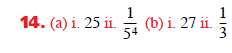 14. (a) i. 25 ii. 1/5⁴ (b) i. 27 ii. 1/3